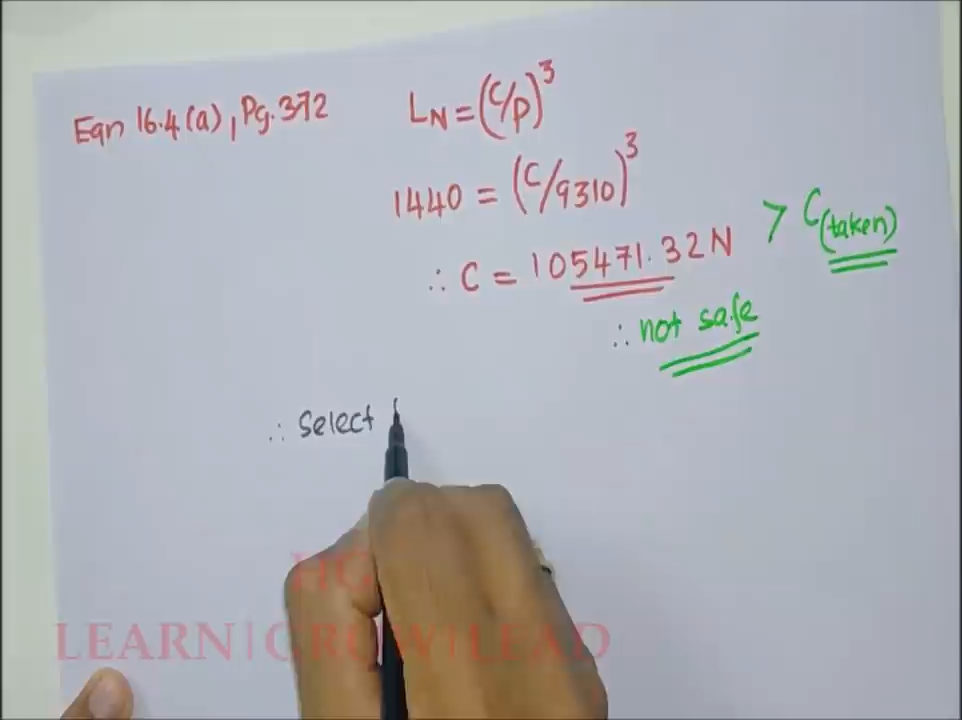 Eqn 16.4(a), Pg.372
L_N = (C/P)^3
1440 = (C/9310)^3
∴ C = 105471.32 N > C(taken)
∴ not safe
∴ Select
HG
LEARN|GROW|LEAD